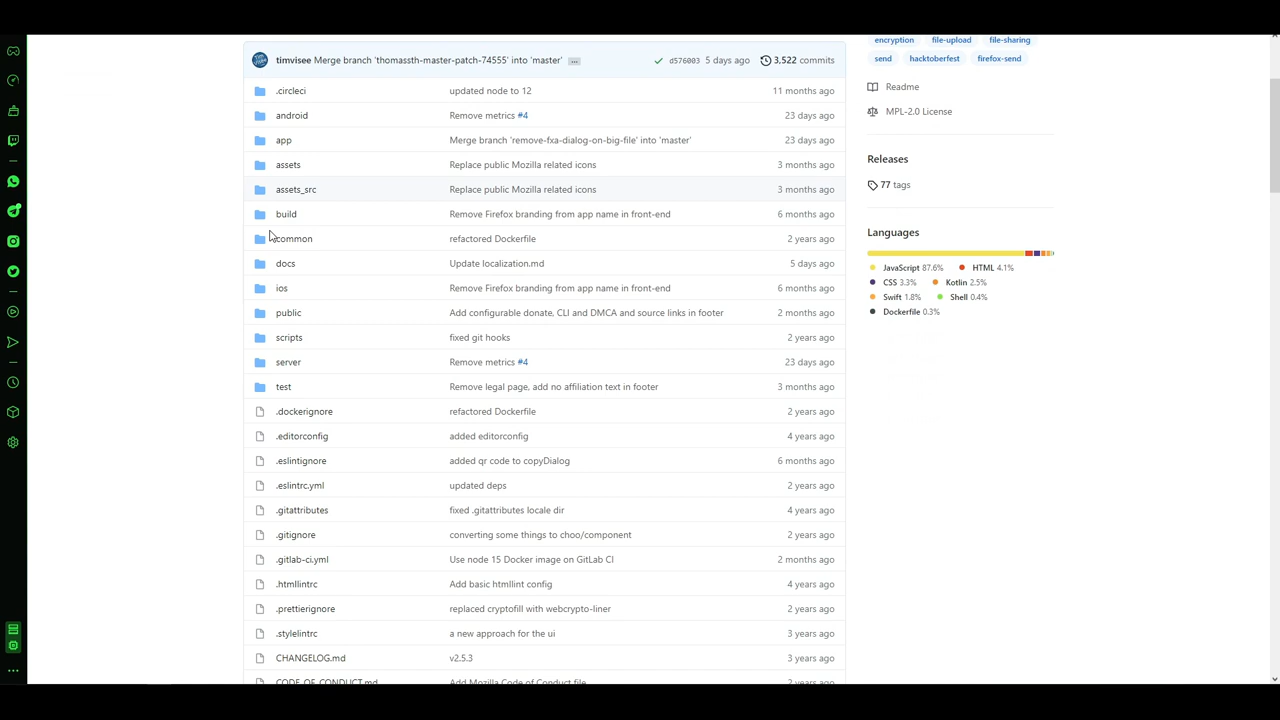 encryption file-upload file-sharing
timvisee Merge branch 'thomassth-master-patch-74555' into 'master' ... d576003 5 days ago 3,522 commits
send hacktoberfest firefox-send
.circleci updated node to 12 11 months ago
Readme
android Remove metrics #4 23 days ago
MPL-2.0 License
app Merge branch 'remove-fxa-dialog-on-big-file' into 'master' 23 days ago
assets Replace public Mozilla related icons 3 months ago
Releases
assets_src Replace public Mozilla related icons 3 months ago
77 tags
build Remove Firefox branding from app name in front-end 6 months ago
common refactored Dockerfile 2 years ago
Languages
docs Update localization.md 5 days ago
JavaScript 87.6% HTML 4.1%
ios Remove Firefox branding from app name in front-end 6 months ago
CSS 3.3% Kotlin 2.5%
Swift 1.8% Shell 0.4%
public Add configurable donate, CLI and DMCA and source links in footer 2 months ago
Dockerfile 0.3%
scripts fixed git hooks 2 years ago
server Remove metrics #4 23 days ago
test Remove legal page, add no affiliation text in footer 3 months ago
.dockerignore refactored Dockerfile 2 years ago
.editorconfig added editorconfig 4 years ago
.eslintignore added qr code to copyDialog 6 months ago
.eslintrc.yml updated deps 2 years ago
.gitattributes fixed .gitattributes locale dir 4 years ago
.gitignore converting some things to choo/component 2 years ago
.gitlab-ci.yml Use node 15 Docker image on GitLab CI 2 months ago
.htmllintrc Add basic htmllint config 4 years ago
.prettierignore replaced cryptofill with webcrypto-liner 2 years ago
.stylelintrc a new approach for the ui 3 years ago
CHANGELOG.md v2.5.3 3 years ago
CODE_OF_CONDUCT.md Add Mozilla Code of Conduct file 2 years ago